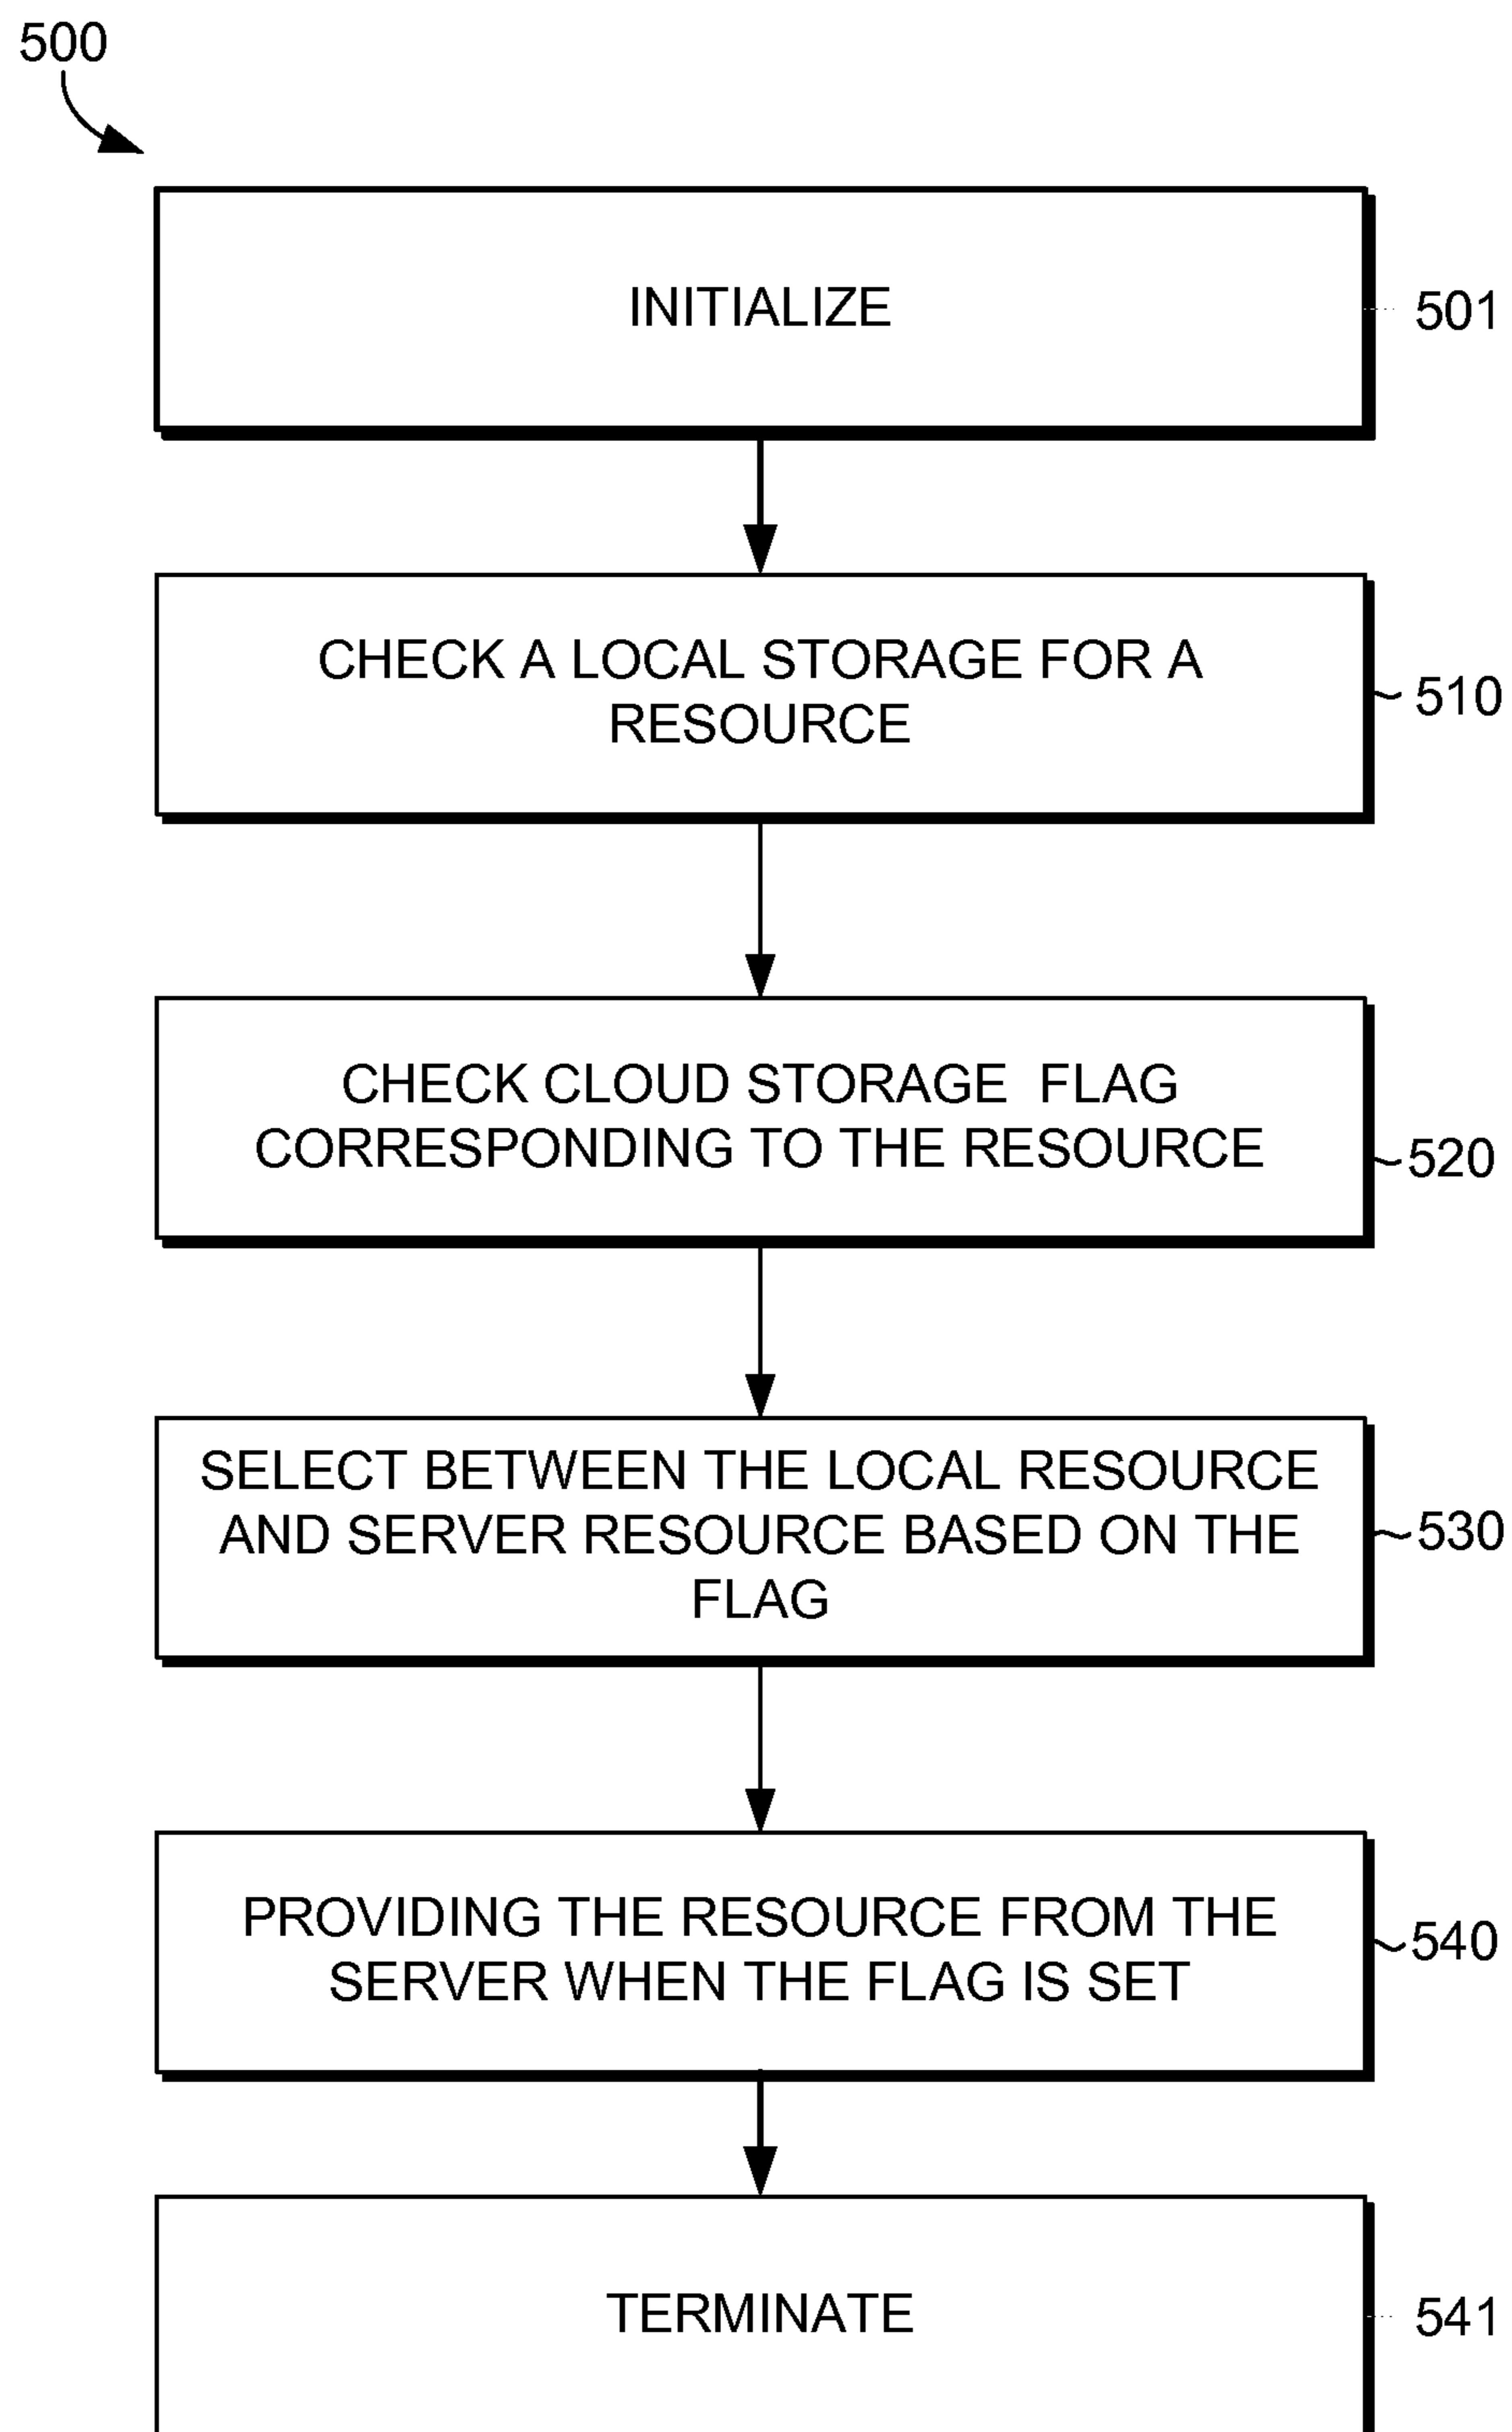 500
INITIALIZE
501
CHECK A LOCAL STORAGE FOR A
RESOURCE
510
CHECK CLOUD STORAGE FLAG
CORRESPONDING TO THE RESOURCE
520
SELECT BETWEEN THE LOCAL RESOURCE
AND SERVER RESOURCE BASED ON THE
FLAG
530
PROVIDING THE RESOURCE FROM THE
SERVER WHEN THE FLAG IS SET
540
TERMINATE
541